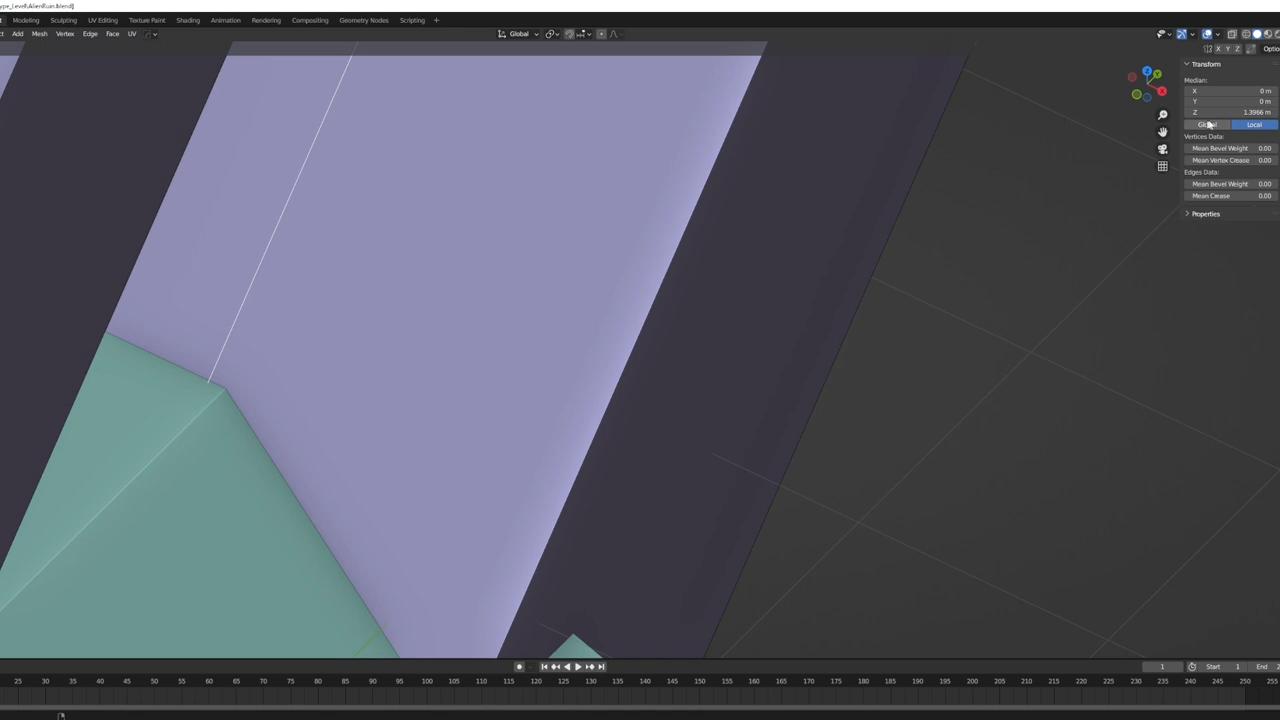 ype_Level\AlienRuin.blend]
Modeling Sculpting UV Editing Texture Paint Shading Animation Rendering Compositing Geometry Nodes Scripting +
Add Mesh Vertex Edge Face UV Global
X Y Z Optio
Transform
Median:
X 0 m
Y 0 m
Z 1.3966 m
Local
Vertices Data:
Mean Bevel Weight 0.00
Mean Vertex Crease 0.00
Edges Data:
Mean Bevel Weight 0.00
Mean Crease 0.00
Properties
Z Y X
1 Start 1 End 2
25 30 35 40 45 50 55 60 65 70 75 80 85 90 95 100 105 110 115 120 125 130 135 140 145 150 155 160 165 170 175 180 185 190 195 200 205 210 215 220 225 230 235 240 245 250 255